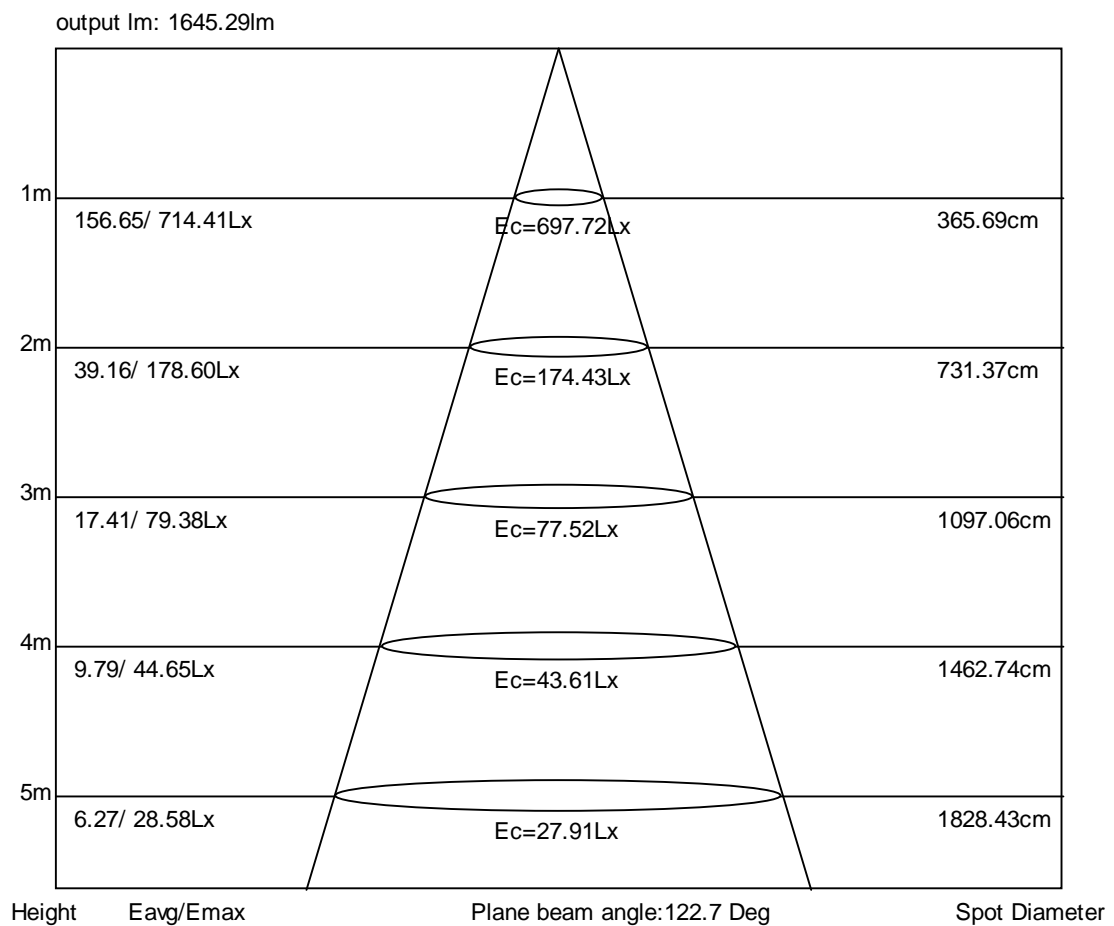 output lm: 1645.29lm
1m
156.65/ 714.41Lx
Ec=697.72Lx
365.69cm
2m
39.16/ 178.60Lx
Ec=174.43Lx
731.37cm
3m
17.41/ 79.38Lx
Ec=77.52Lx
1097.06cm
4m
9.79/ 44.65Lx
Ec=43.61Lx
1462.74cm
5m
6.27/ 28.58Lx
Ec=27.91Lx
1828.43cm
Height Eavg/Emax Plane beam angle:122.7 Deg Spot Diameter